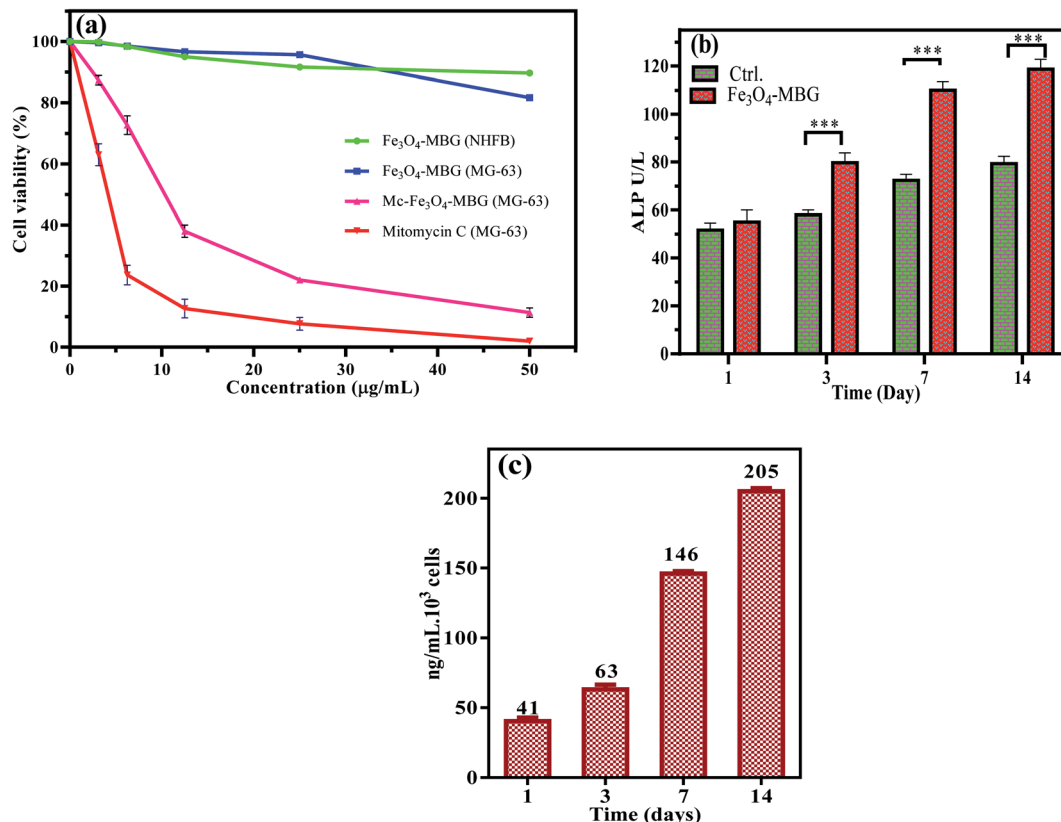 (a)
100
80
60
40
20
0
Cell viability (%)
Fe₃O₄-MBG (NHFB)
Fe₃O₄-MBG (MG-63)
Mc-Fe₃O₄-MBG (MG-63)
Mitomycin C (MG-63)
0 10 20 30 40 50
Concentration (µg/mL)
(b)
120
100
80
60
40
20
0
ALP U/L
Ctrl.
Fe₃O₄-MBG
***
***
***
1 3 7 14
Time (Day)
(c)
200
150
100
50
0
ng/mL.10³ cells
41
63
146
205
1 3 7 14
Time (days)